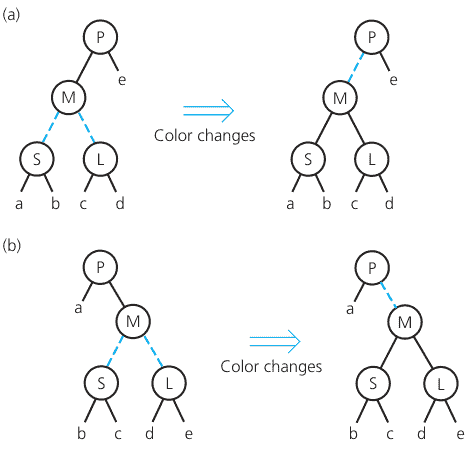 (a)
P P
M e M e
Color changes
S L S L
a b c d a b c d
(b)
P P
a M a M
Color changes
S L S L
b c d e b c d e